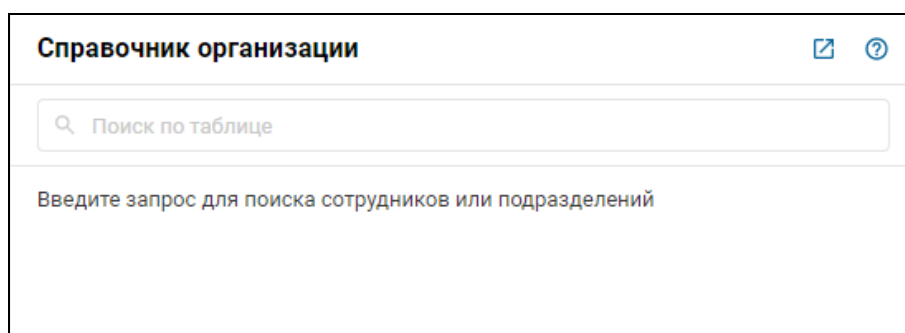 Справочник организации
Поиск по таблице
Введите запрос для поиска сотрудников или подразделений